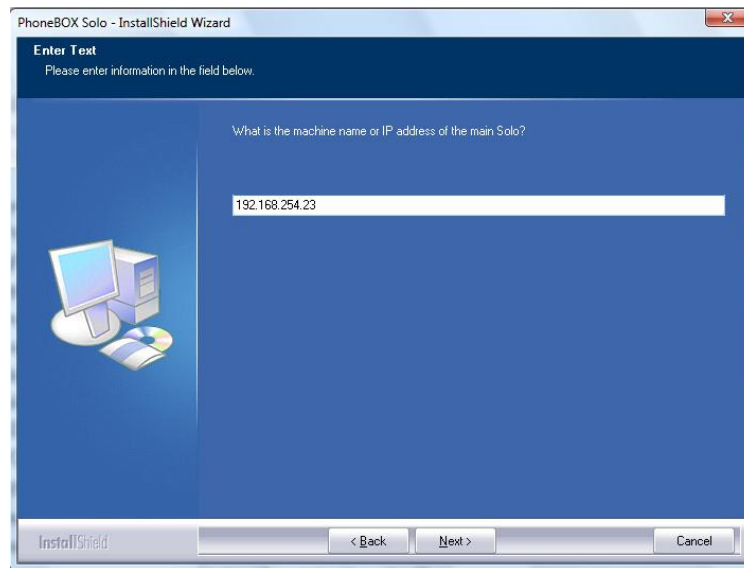 PhoneBOX Solo - InstallShield Wizard
Enter Text
Please enter information in the field below.
What is the machine name or IP address of the main Solo?
192.168.254.23
InstallShield
< Back
Next >
Cancel